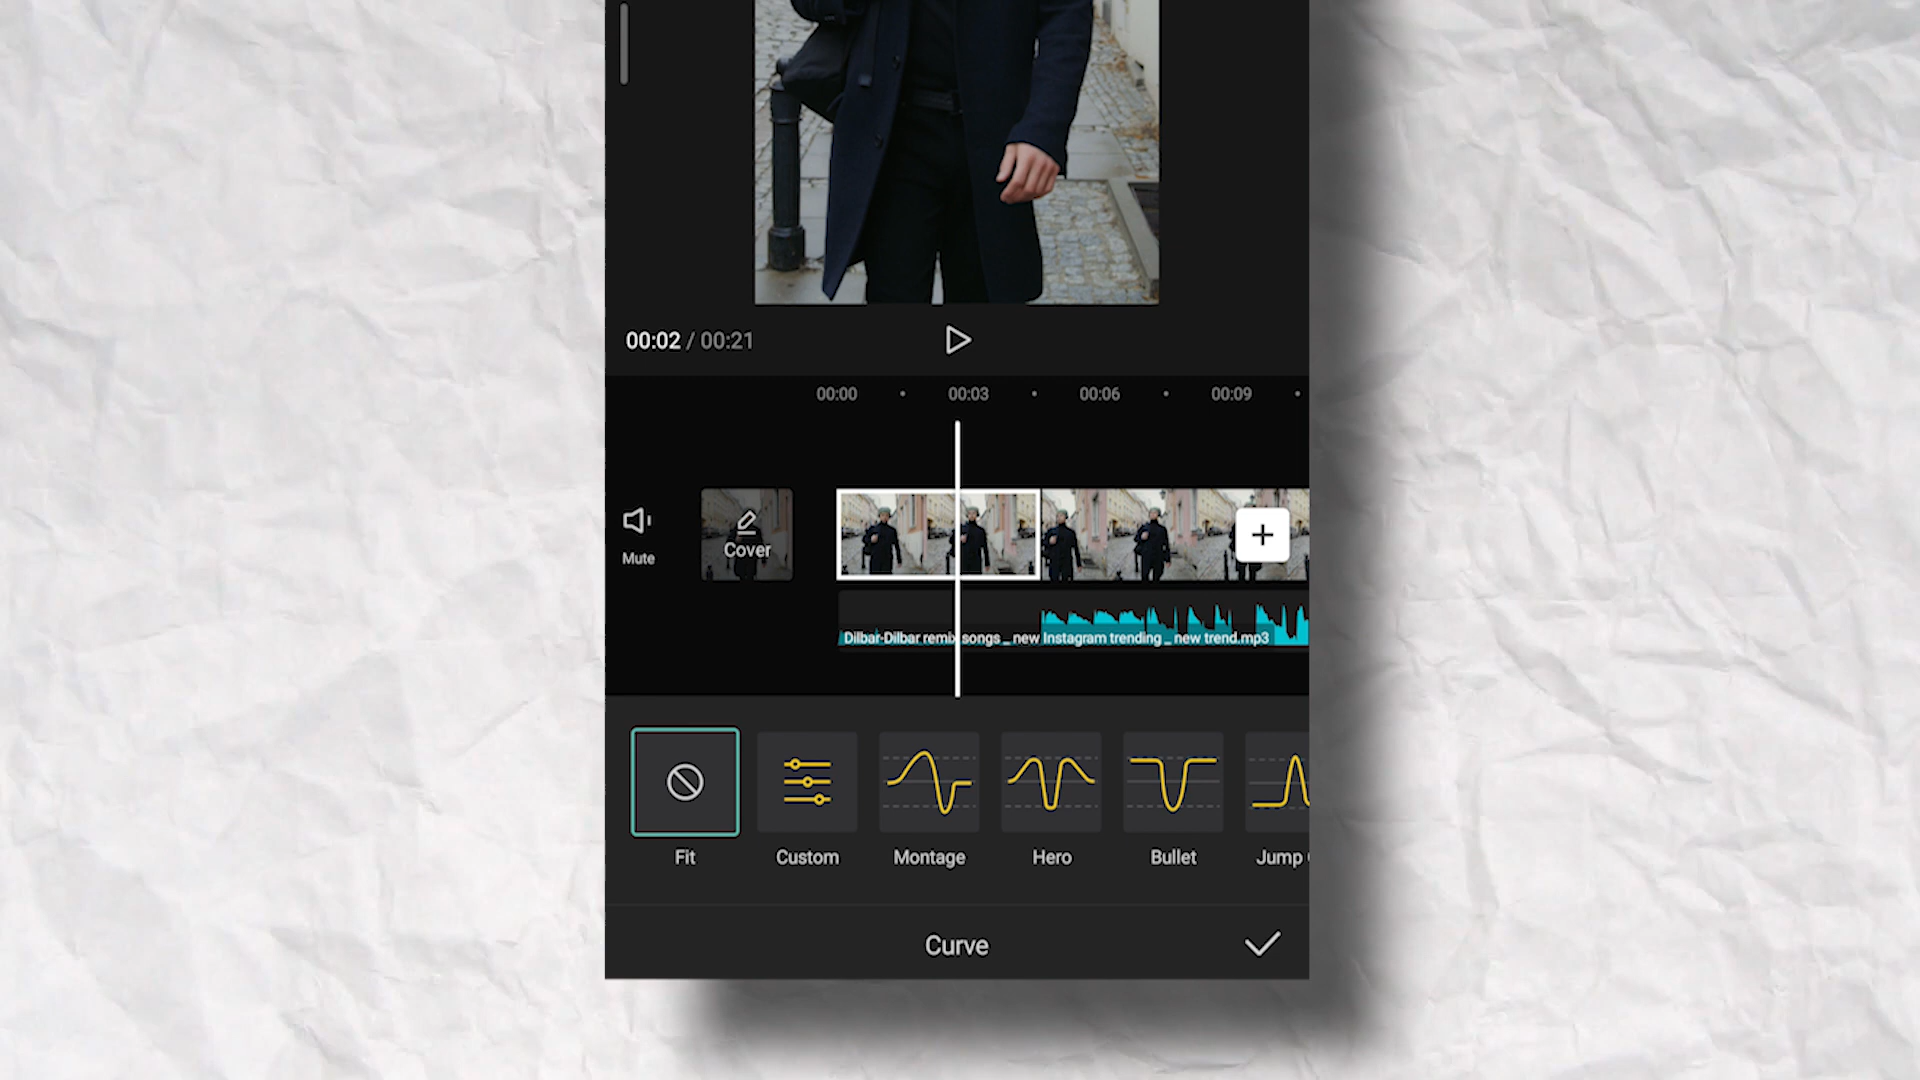 00:02 / 00:21
00:00 00:03 00:06 00:09
Mute
Cover
Dilbar-Dilbar remix songs _ new Instagram trending _ new trend.mp3
Fit Custom Montage Hero Bullet Jump
Curve